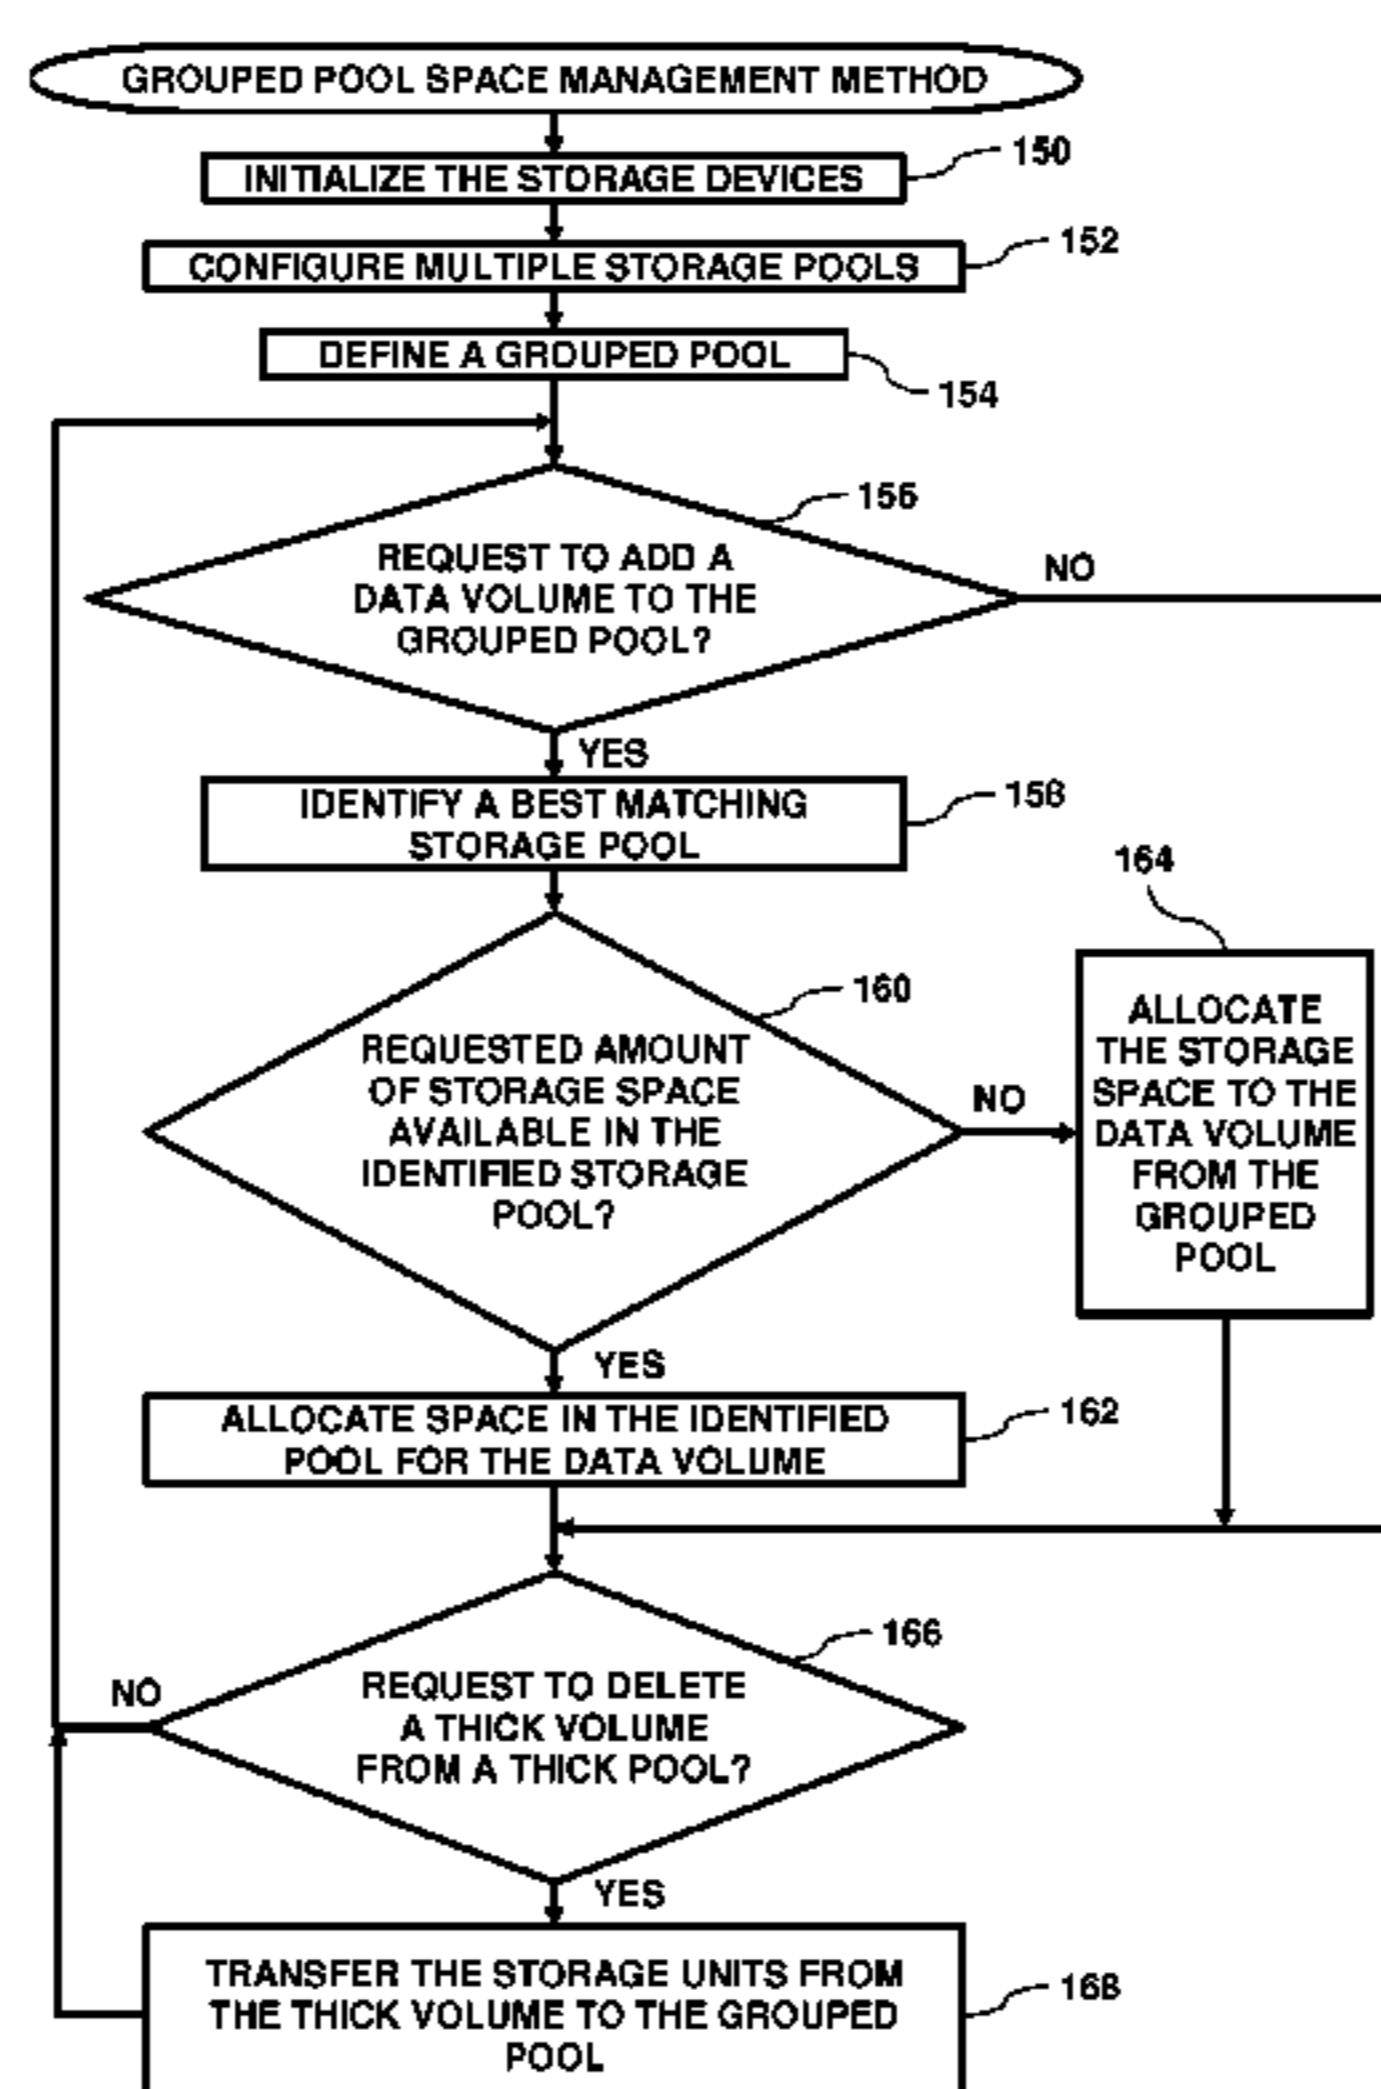 GROUPED POOL SPACE MANAGEMENT METHOD
150
INITIALIZE THE STORAGE DEVICES
152
CONFIGURE MULTIPLE STORAGE POOLS
DEFINE A GROUPED POOL
154
156
REQUEST TO ADD A
DATA VOLUME TO THE
GROUPED POOL?
NO
YES
158
IDENTIFY A BEST MATCHING
STORAGE POOL
164
160
REQUESTED AMOUNT
OF STORAGE SPACE
AVAILABLE IN THE
IDENTIFIED STORAGE
POOL?
NO
ALLOCATE
THE STORAGE
SPACE TO THE
DATA VOLUME
FROM THE
GROUPED
POOL
YES
162
ALLOCATE SPACE IN THE IDENTIFIED
POOL FOR THE DATA VOLUME
166
REQUEST TO DELETE
A THICK VOLUME
FROM A THICK POOL?
NO
YES
168
TRANSFER THE STORAGE UNITS FROM
THE THICK VOLUME TO THE GROUPED
POOL